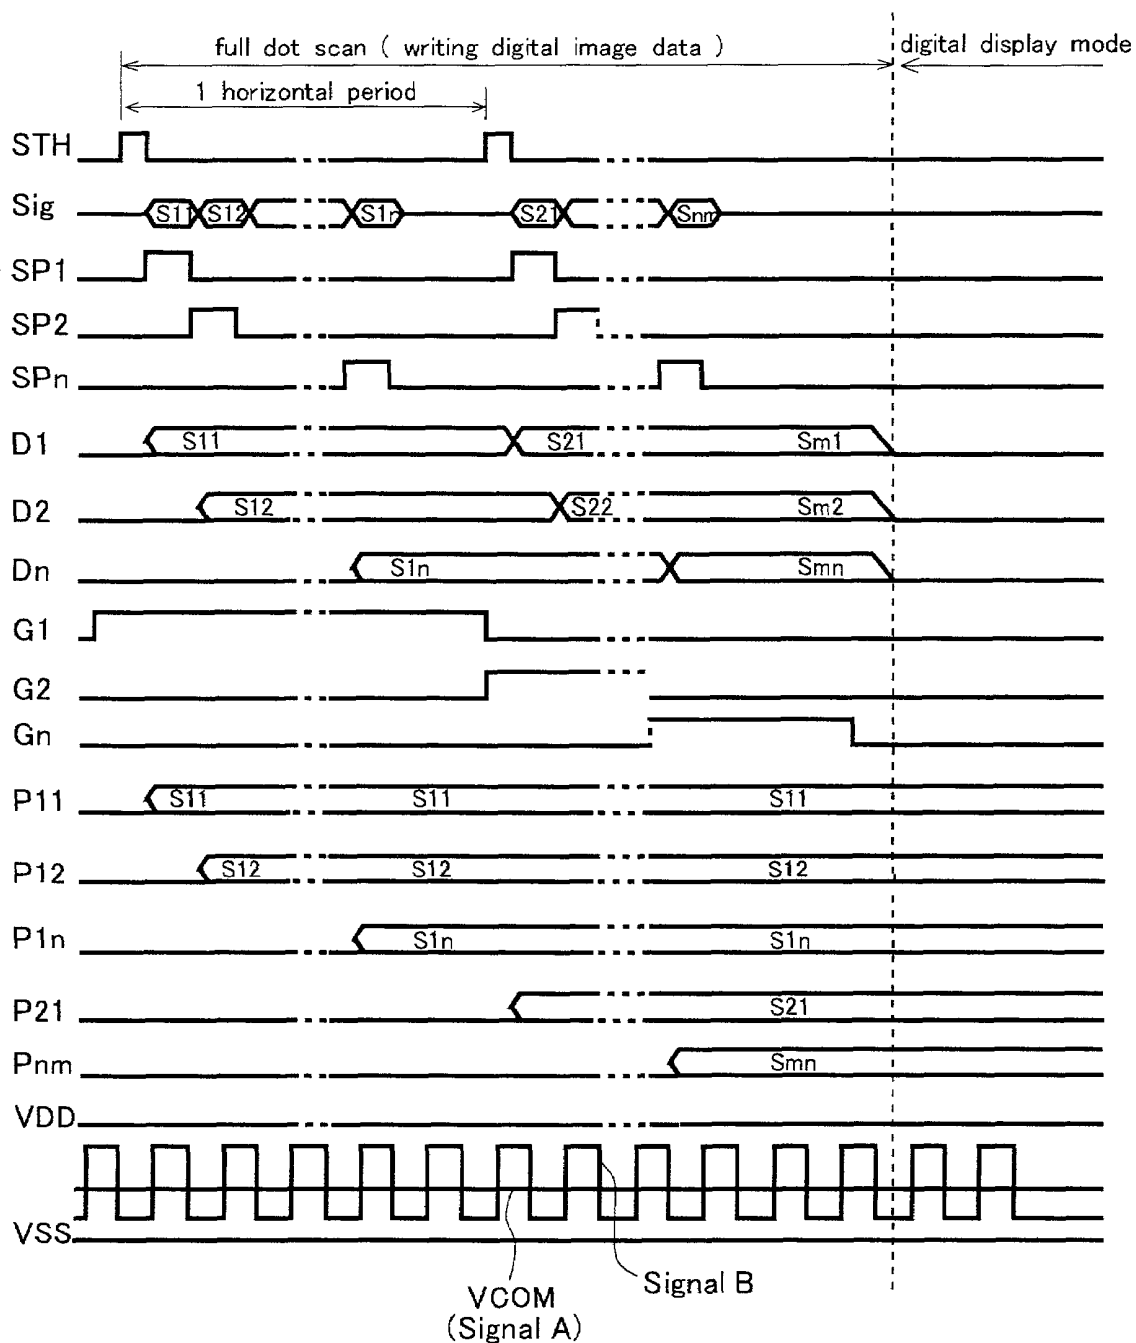 full dot scan ( writing digital image data )
digital display mode
1 horizontal period
STH
Sig S11 S12 S1n S21 Snm
SP1
SP2
SPn
D1 S11 S21 Sm1
D2 S12 S22 Sm2
Dn S1n Smn
G1
G2
Gn
P11 S11 S11 S11
P12 S12 S12 S12
P1n S1n S1n
P21 S21
Pnm Smn
VDD
VSS
Signal B
VCOM
(Signal A)